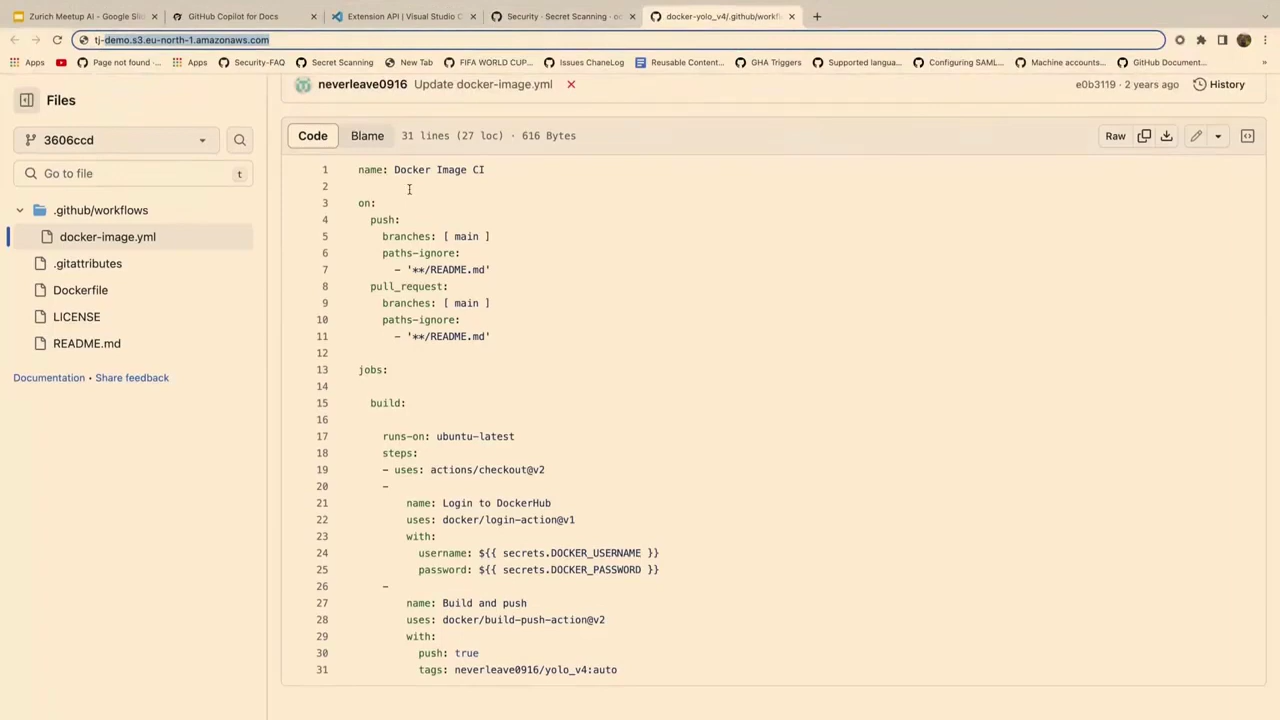 Zurich Meetup AI - Google Sli
GitHub Copilot for Docs
Extension API | Visual Studio C
Security · Secret Scanning · oc
docker-yolo_v4/.github/workfl
tj-demo.s3.eu-north-1.amazonaws.com
Apps
Page not foun…
Apps
Security-FAQ
Secret Scanning
New Tab
FIFA WORLD CUP…
Issues ChaneLog
Reusable Content…
GHA Triggers
Supported langua…
Configuring SAML…
Machine accounts…
GitHub Document…
»
Files
neverleave0916 Update docker-image.yml
e0b3119 · 2 years ago
History
3606ccd
Code Blame 31 lines (27 loc) · 616 Bytes
Raw
Go to file t
.github/workflows
docker-image.yml
.gitattributes
Dockerfile
LICENSE
README.md
Documentation • Share feedback
1 name: Docker Image CI
2
3 on:
4 push:
5 branches: [ main ]
6 paths-ignore:
7 - '**/README.md'
8 pull_request:
9 branches: [ main ]
10 paths-ignore:
11 - '**/README.md'
12
13 jobs:
14
15 build:
16
17 runs-on: ubuntu-latest
18 steps:
19 - uses: actions/checkout@v2
20 -
21 name: Login to DockerHub
22 uses: docker/login-action@v1
23 with:
24 username: ${{ secrets.DOCKER_USERNAME }}
25 password: ${{ secrets.DOCKER_PASSWORD }}
26 -
27 name: Build and push
28 uses: docker/build-push-action@v2
29 with:
30 push: true
31 tags: neverleave0916/yolo_v4:auto